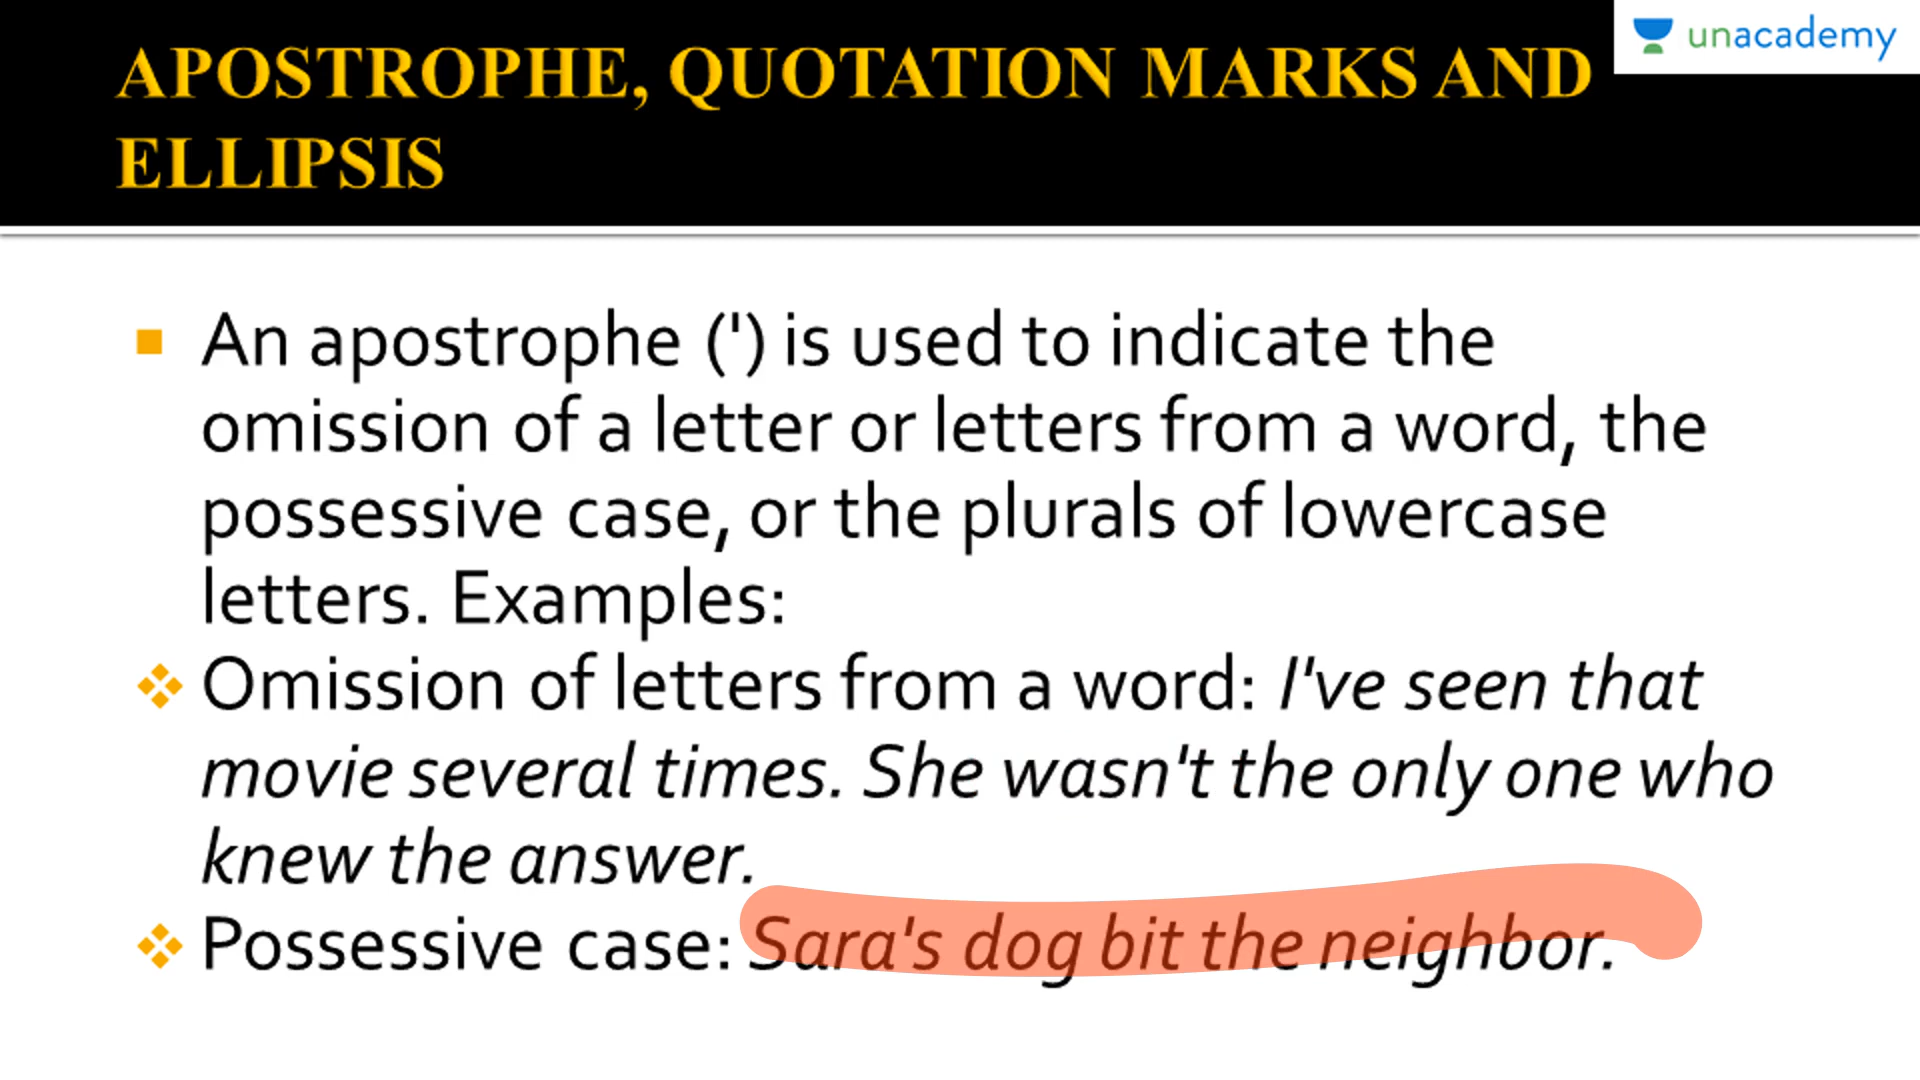 unacademy
APOSTROPHE, QUOTATION MARKS AND
ELLIPSIS
An apostrophe (') is used to indicate the
omission of a letter or letters from a word, the
possessive case, or the plurals of lowercase
letters. Examples:
Omission of letters from a word: I've seen that
movie several times. She wasn't the only one who
knew the answer.
Possessive case: Sara's dog bit the neighbor.